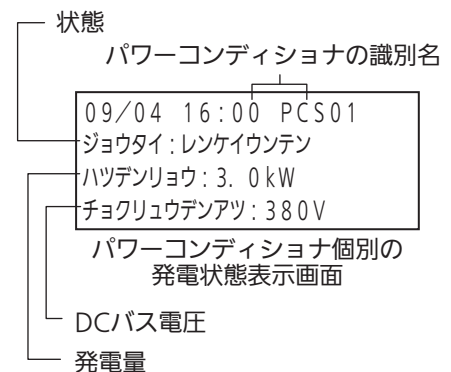 状態
パワーコンディショナの識別名
09/04 16:00 PCS01
ジョウタイ:レンケイウンテン
ハツデンリョウ:3. 0kW
チョクリュウデンアツ:380V
パワーコンディショナ個別の
発電状態表示画面
DCバス電圧
発電量